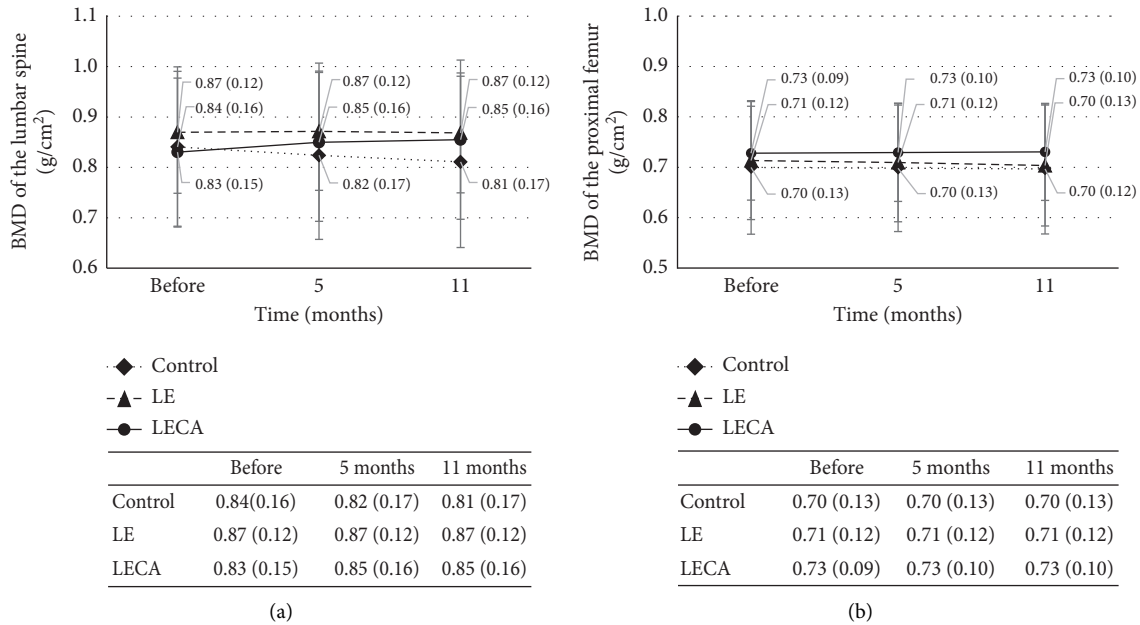 BMD of the lumbar spine
(g/cm²)
1.1
1.0
0.9
0.8
0.7
0.6
0.87 (0.12)
0.84 (0.16)
0.83 (0.15)
0.87 (0.12)
0.85 (0.16)
0.82 (0.17)
0.87 (0.12)
0.85 (0.16)
0.81 (0.17)
Before 5 11
Time (months)
Control
LE
LECA
Before 5 months 11 months
Control 0.84(0.16) 0.82 (0.17) 0.81 (0.17)
LE 0.87 (0.12) 0.87 (0.12) 0.87 (0.12)
LECA 0.83 (0.15) 0.85 (0.16) 0.85 (0.16)
(a)
BMD of the proximal femur
(g/cm²)
1.0
0.9
0.8
0.7
0.6
0.5
0.73 (0.09)
0.71 (0.12)
0.70 (0.13)
0.73 (0.10)
0.71 (0.12)
0.70 (0.13)
0.73 (0.10)
0.70 (0.13)
0.70 (0.12)
Before 5 11
Time (months)
Control
LE
LECA
Before 5 months 11 months
Control 0.70 (0.13) 0.70 (0.13) 0.70 (0.13)
LE 0.71 (0.12) 0.71 (0.12) 0.71 (0.12)
LECA 0.73 (0.09) 0.73 (0.10) 0.73 (0.10)
(b)